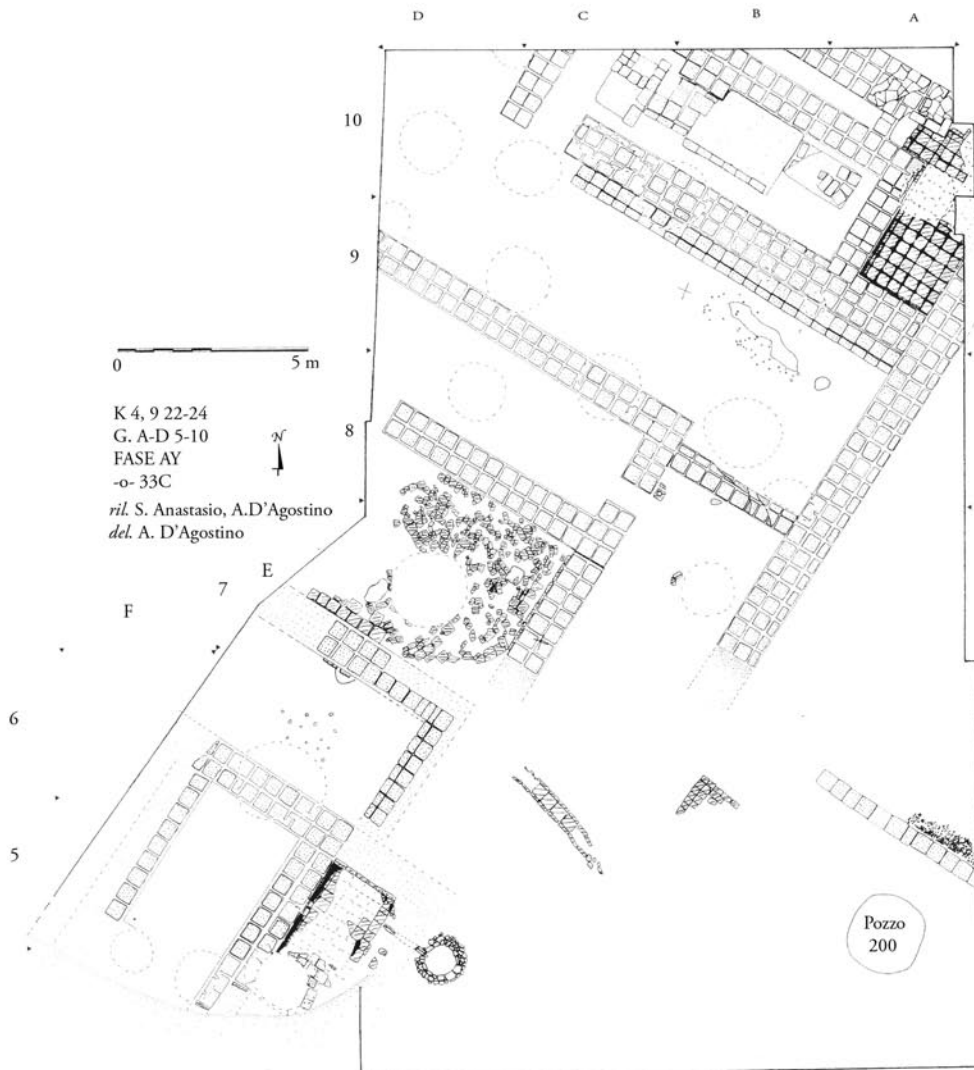 D C B A
10
9
0 5 m
K 4, 9 22-24
G. A-D 5-10
FASE AY
-o- 33C
ril. S. Anastasio, A.D'Agostino
del. A. D'Agostino
N
8
7 E
F
6
5
Pozzo
200